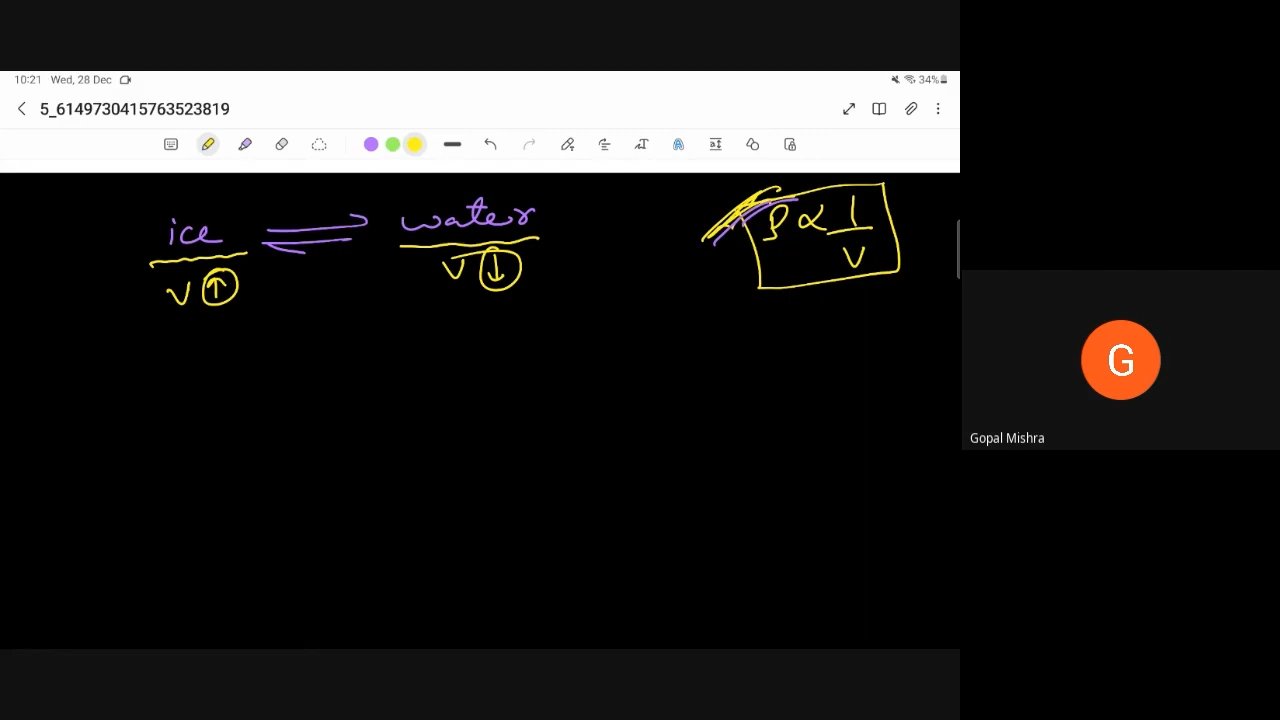 10:21 Wed, 28 Dec 34%
5_6149730415763523819
ice ⇌ water
V ↑ V ↓
ρ ∝ 1/V
G
Gopal Mishra